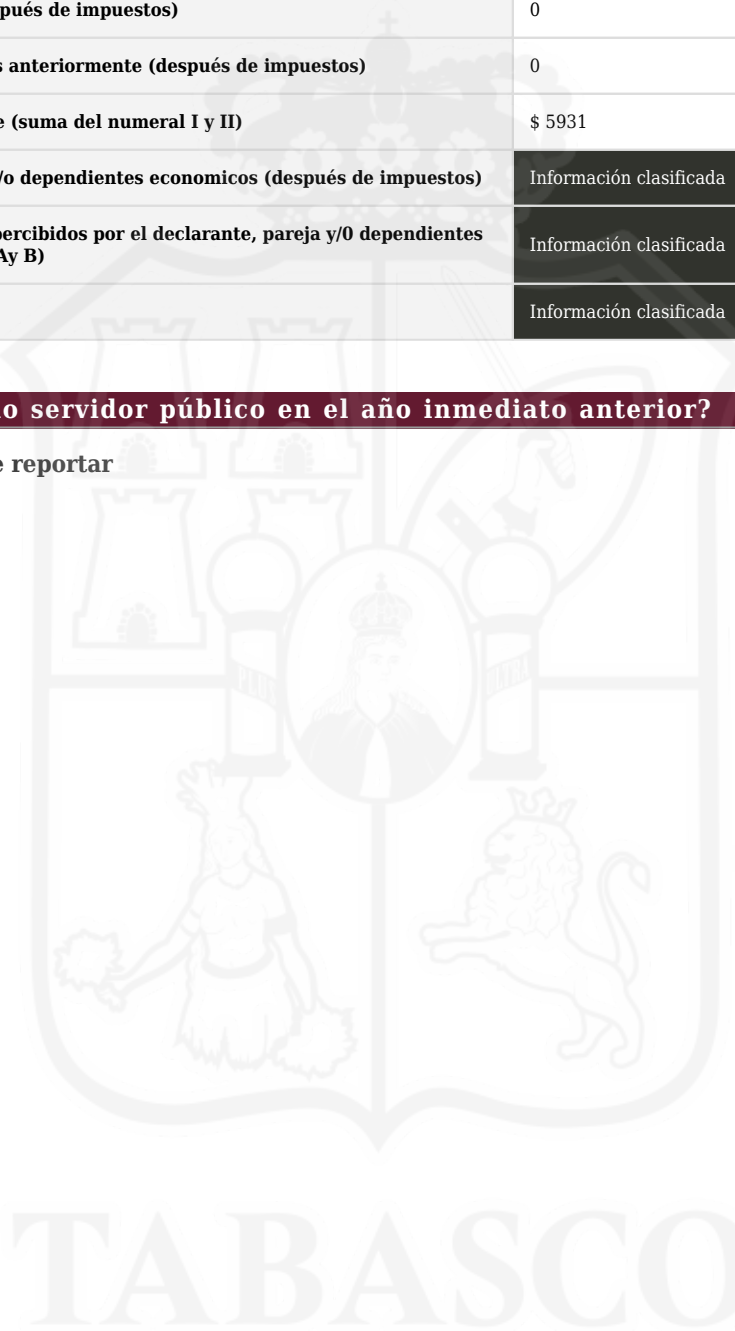 pués de impuestos)
0
s anteriormente (después de impuestos)
0
e (suma del numeral I y II)
$ 5931
/o dependientes economicos (después de impuestos)
Información clasificada
percibidos por el declarante, pareja y/0 dependientes
Ay B)
Información clasificada
Información clasificada
o servidor público en el año inmediato anterior?
e reportar
PLUS
ULTRA
TABASCO